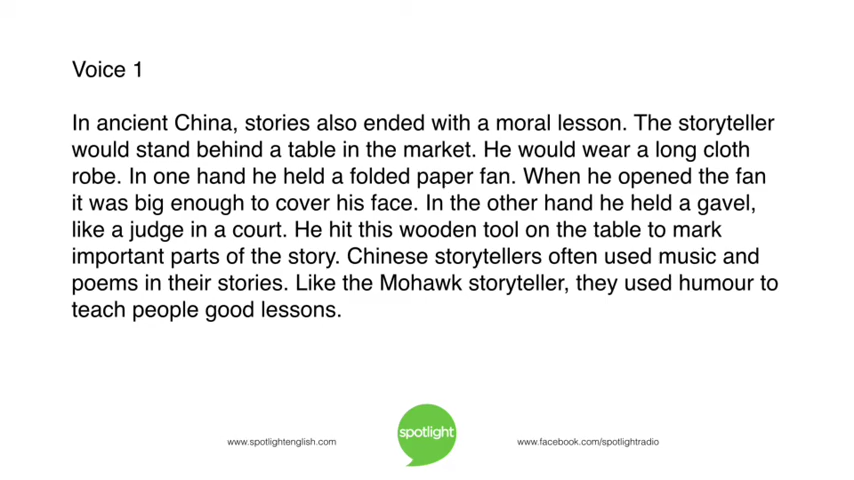 Voice 1
In ancient China, stories also ended with a moral lesson. The storyteller
would stand behind a table in the market. He would wear a long cloth
robe. In one hand he held a folded paper fan. When he opened the fan
it was big enough to cover his face. In the other hand he held a gavel,
like a judge in a court. He hit this wooden tool on the table to mark
important parts of the story. Chinese storytellers often used music and
poems in their stories. Like the Mohawk storyteller, they used humour to
teach people good lessons.
www.spotlightenglish.com
spotlight
www.facebook.com/spotlightradio